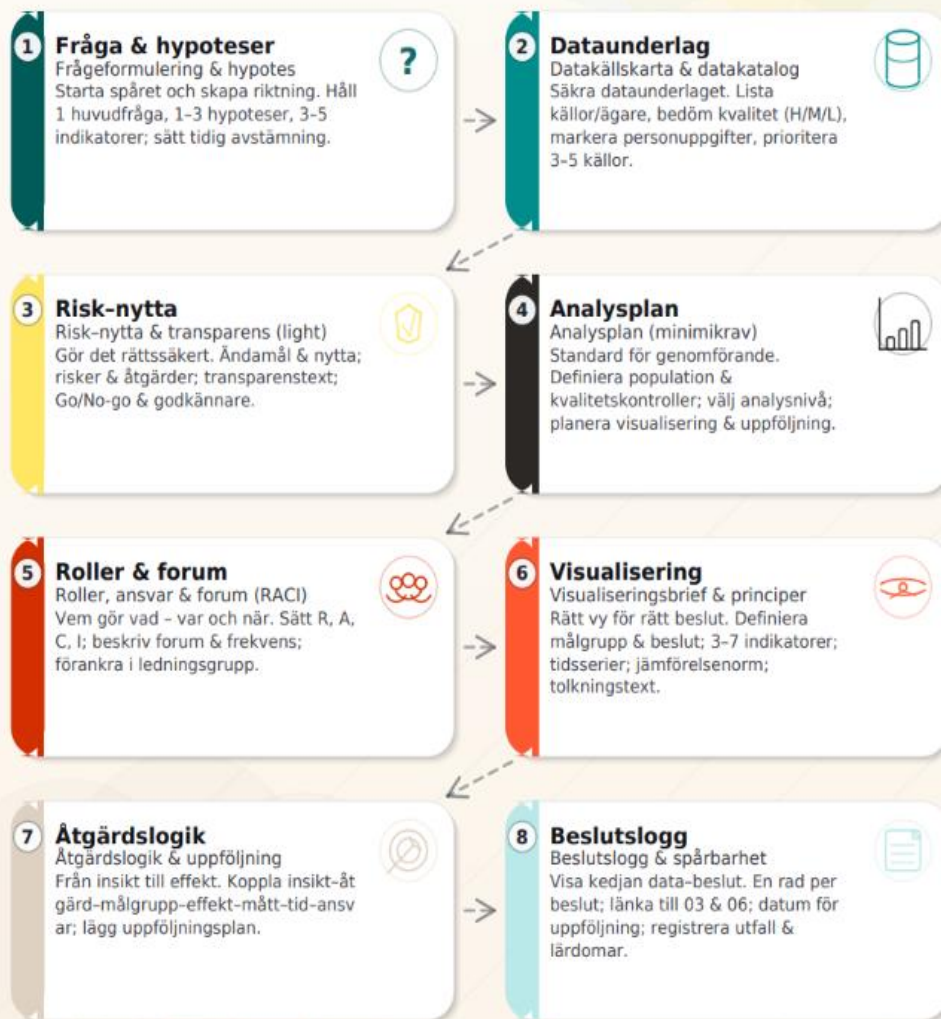 1
Fråga & hypoteser
?
Frågeformulering & hypotes
Starta spåret och skapa riktning. Håll
1 huvudfråga, 1–3 hypoteser, 3–5
indikatorer; sätt tidig avstämning.
2
Dataunderlag
Datakällskarta & datakatalog
Säkra dataunderlaget. Lista
källor/ägare, bedöm kvalitet (H/M/L),
markera personuppgifter, prioritera
3–5 källor.
3
Risk–nytta
Risk–nytta & transparens (light)
Gör det rättssäkert. Ändamål & nytta;
risker & åtgärder; transparenstext;
Go/No-go & godkännare.
4
Analysplan
Analysplan (minimikrav)
Standard för genomförande.
Definiera population &
kvalitetskontroller; välj analysnivå;
planera visualisering & uppföljning.
5
Roller & forum
Roller, ansvar & forum (RACI)
Vem gör vad – var och när. Sätt R, A,
C, I; beskriv forum & frekvens;
förankra i ledningsgrupp.
6
Visualisering
Visualiseringsbrief & principer
Rätt vy för rätt beslut. Definiera
målgrupp & beslut; 3–7 indikatorer;
tidsserier; jämförelsenorm;
tolkningstext.
7
Åtgärdslogik
Åtgärdslogik & uppföljning
Från insikt till effekt. Koppla insikt–åt
gärd–målgrupp–effekt–mått–tid–ansv
ar; lägg uppföljningsplan.
8
Beslutslogg
Beslutslogg & spårbarhet
Visa kedjan data–beslut. En rad per
beslut; länka till 03 & 06; datum för
uppföljning; registrera utfall &
lärdomar.